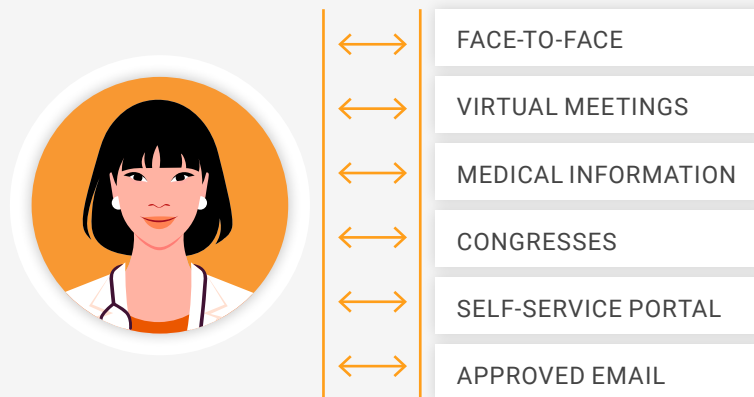 FACE-TO-FACE
VIRTUAL MEETINGS
MEDICAL INFORMATION
CONGRESSES
SELF-SERVICE PORTAL
APPROVED EMAIL